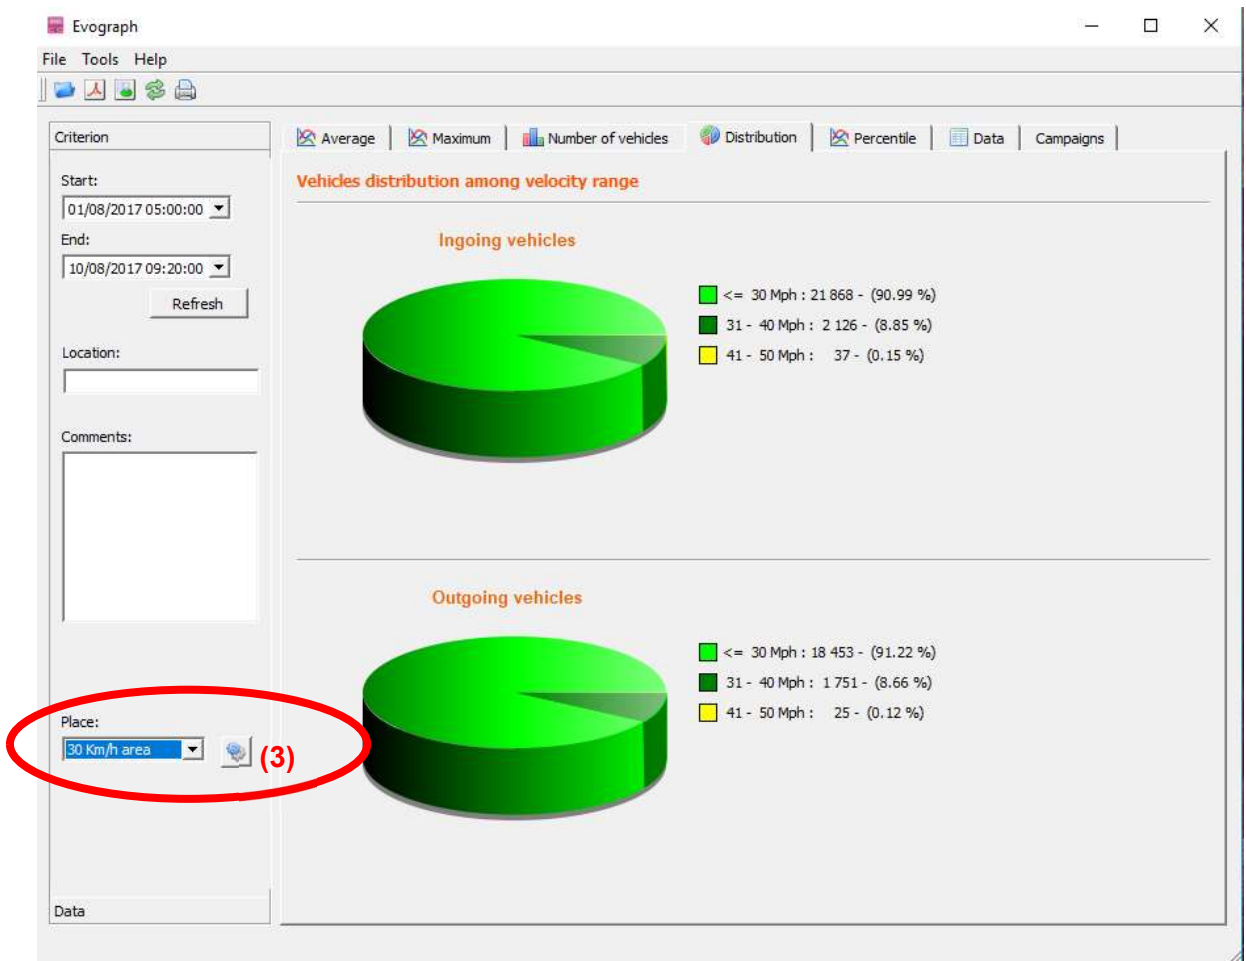 Evograph
File Tools Help
Criterion
Average Maximum Number of vehicles Distribution Percentile Data Campaigns
Start:
01/08/2017 05:00:00
End:
10/08/2017 09:20:00
Refresh
Location:
Comments:
Place:
30 Km/h area
(3)
Data
Vehicles distribution among velocity range
Ingoing vehicles
<= 30 Mph : 21 868 - (90.99 %)
31 - 40 Mph : 2 126 - (8.85 %)
41 - 50 Mph : 37 - (0.15 %)
Outgoing vehicles
<= 30 Mph : 18 453 - (91.22 %)
31 - 40 Mph : 1 751 - (8.66 %)
41 - 50 Mph : 25 - (0.12 %)